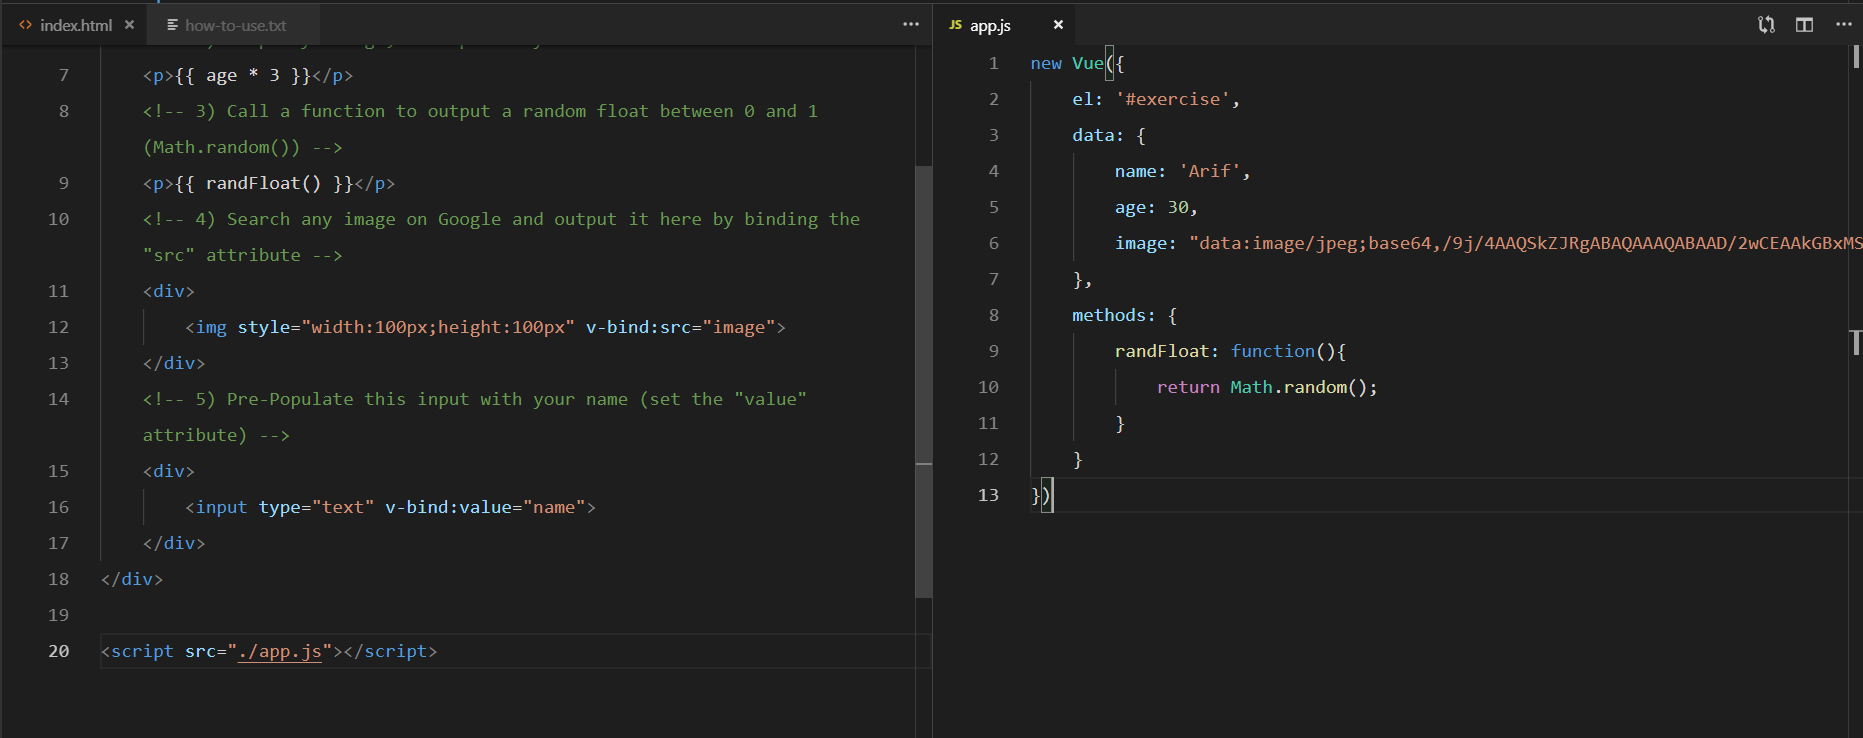 index.html
how-to-use.txt
7 <p>{{ age * 3 }}</p>
8 <!-- 3) Call a function to output a random float between 0 and 1
(Math.random()) -->
9 <p>{{ randFloat() }}</p>
10 <!-- 4) Search any image on Google and output it here by binding the
"src" attribute -->
11 <div>
12 <img style="width:100px;height:100px" v-bind:src="image">
13 </div>
14 <!-- 5) Pre-Populate this input with your name (set the "value"
attribute) -->
15 <div>
16 <input type="text" v-bind:value="name">
17 </div>
18 </div>
19
20 <script src="./app.js"></script>
JS app.js
1 new Vue({
2 el: '#exercise',
3 data: {
4 name: 'Arif',
5 age: 30,
6 image: "data:image/jpeg;base64,/9j/4AAQSkZJRgABAQAAAQABAAD/2wCEAAkGBxMS
7 },
8 methods: {
9 randFloat: function(){
10 return Math.random();
11 }
12 }
13 })